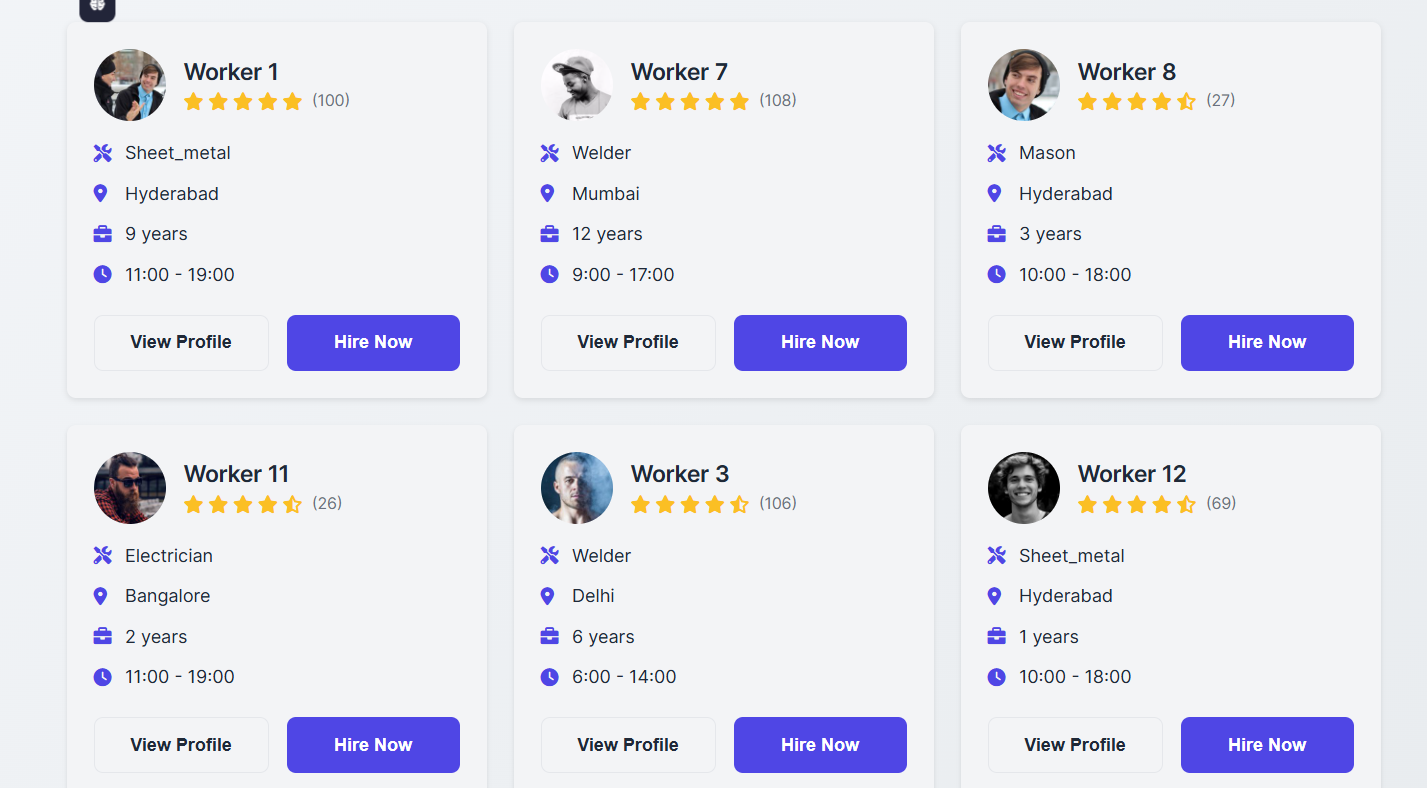 Worker 1
(100)
Sheet_metal
Hyderabad
9 years
11:00 - 19:00
View Profile
Hire Now
Worker 7
(108)
Welder
Mumbai
12 years
9:00 - 17:00
View Profile
Hire Now
Worker 8
(27)
Mason
Hyderabad
3 years
10:00 - 18:00
View Profile
Hire Now
Worker 11
(26)
Electrician
Bangalore
2 years
11:00 - 19:00
View Profile
Hire Now
Worker 3
(106)
Welder
Delhi
6 years
6:00 - 14:00
View Profile
Hire Now
Worker 12
(69)
Sheet_metal
Hyderabad
1 years
10:00 - 18:00
View Profile
Hire Now